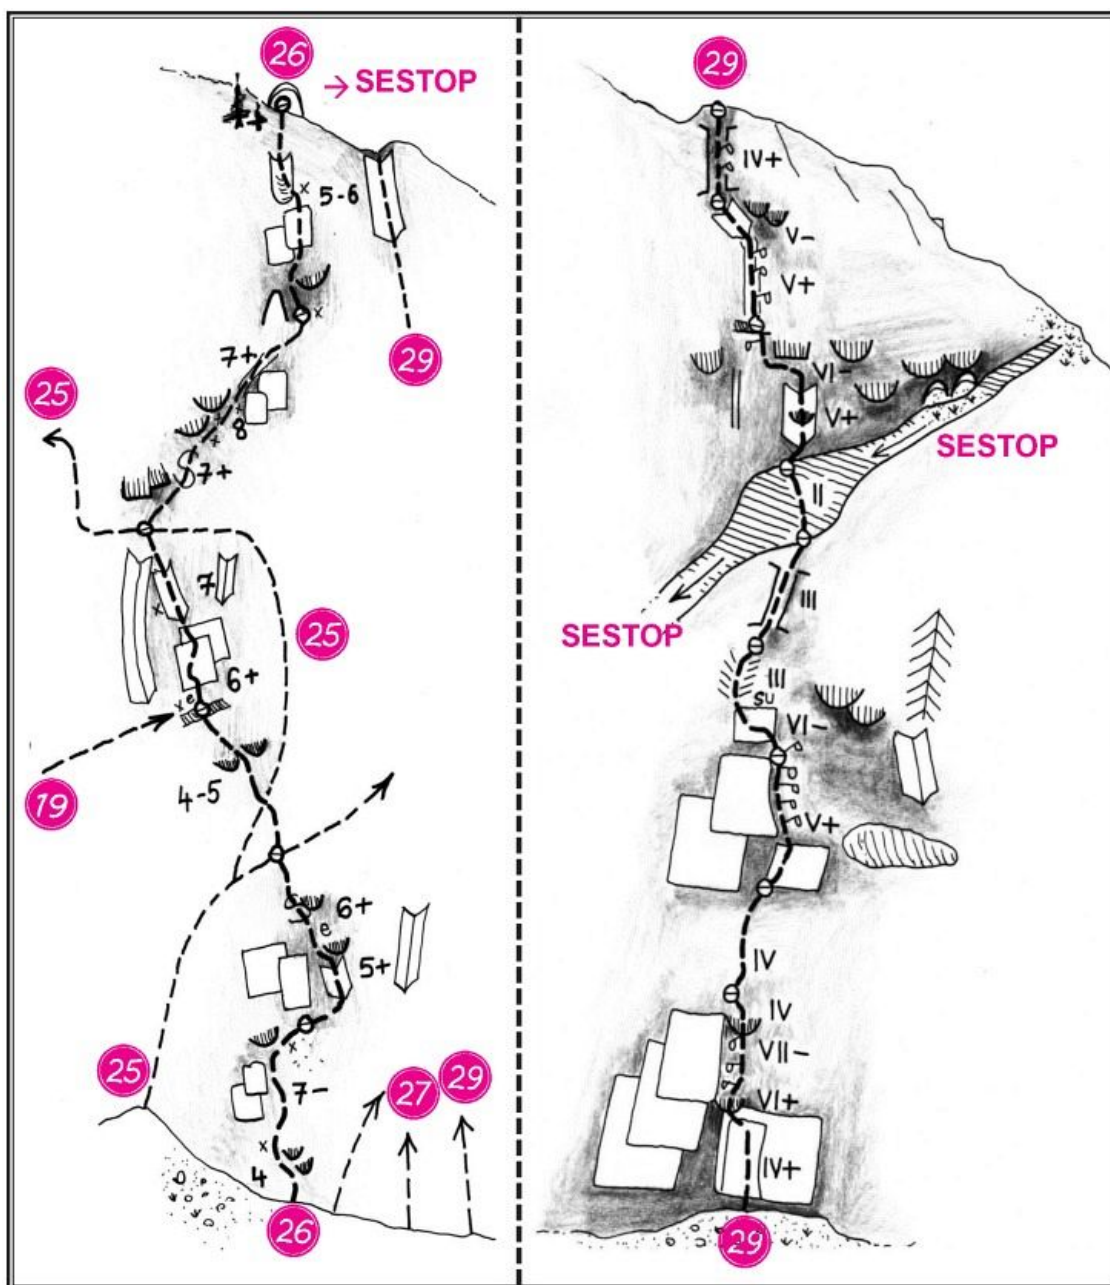 26
→ SESTOP
5-6
x
x
7+
29
25
8
x
7+
7
x
25
6+
x e
19
4-5
6+
e
5+
x
25
27
29
7-
x
4
26
29
IV+
V-
V+
VI-
V+
SESTOP
II
SESTOP
III
III
SU
VI-
V+
IV
IV
VII-
VI+
IV+
29